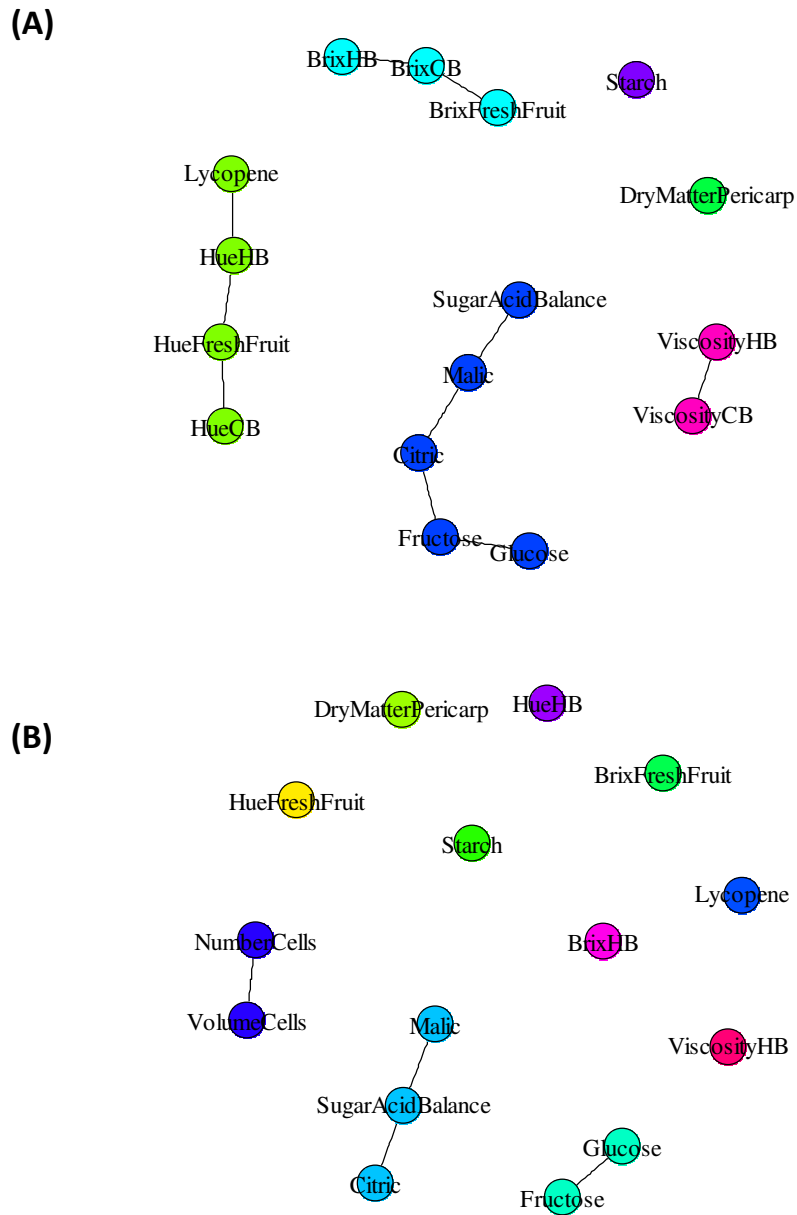 (A)
BrixHB
BrixCB
Starch
BrixFreshFruit
Lycopene
DryMatterPericarp
HueHB
SugarAcidBalance
HueFreshFruit
ViscosityHB
Malic
ViscosityCB
HueCB
Citric
Fructose
Glucose
(B)
DryMatterPericarp
HueHB
BrixFreshFruit
HueFreshFruit
Starch
Lycopene
NumberCells
BrixHB
VolumeCells
Malic
ViscosityHB
SugarAcidBalance
Glucose
Citric
Fructose